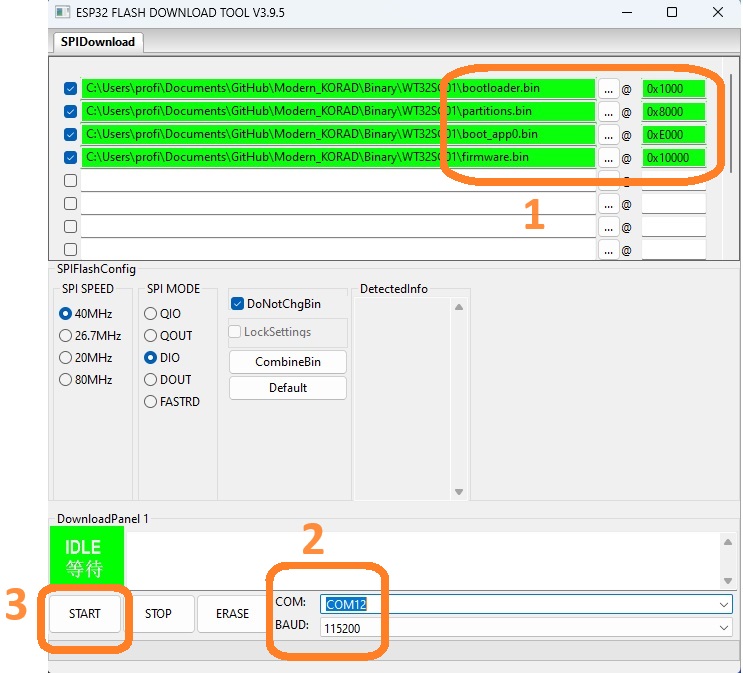 ESP32 FLASH DOWNLOAD TOOL V3.9.5
SPIDownload
C:\Users\profi\Documents\GitHub\Modern_KORAD\Binary\WT32SC01\bootloader.bin ... @ 0x1000
C:\Users\profi\Documents\GitHub\Modern_KORAD\Binary\WT32SC01\partitions.bin ... @ 0x8000
C:\Users\profi\Documents\GitHub\Modern_KORAD\Binary\WT32SC01\boot_app0.bin ... @ 0xE000
C:\Users\profi\Documents\GitHub\Modern_KORAD\Binary\WT32SC01\firmware.bin ... @ 0x10000
... @
1
... @
... @
... @
SPIFlashConfig
SPI SPEED
40MHz
26.7MHz
20MHz
80MHz
SPI MODE
QIO
QOUT
DIO
DOUT
FASTRD
DoNotChgBin
LockSettings
CombineBin
Default
DetectedInfo
DownloadPanel 1
IDLE
等待
2
3
START STOP ERASE
COM: COM12
BAUD: 115200